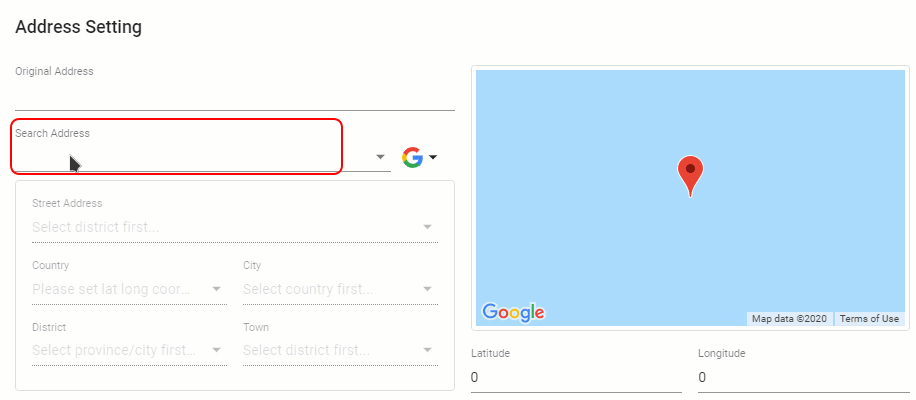 Address Setting
Original Address
Search Address
Street Address
Select district first...
Country
City
Please set lat long coor...
Select country first...
District
Town
Select province/city first...
Select district first...
Google
Map data ©2020
Terms of Use
Latitude
Longitude
0
0